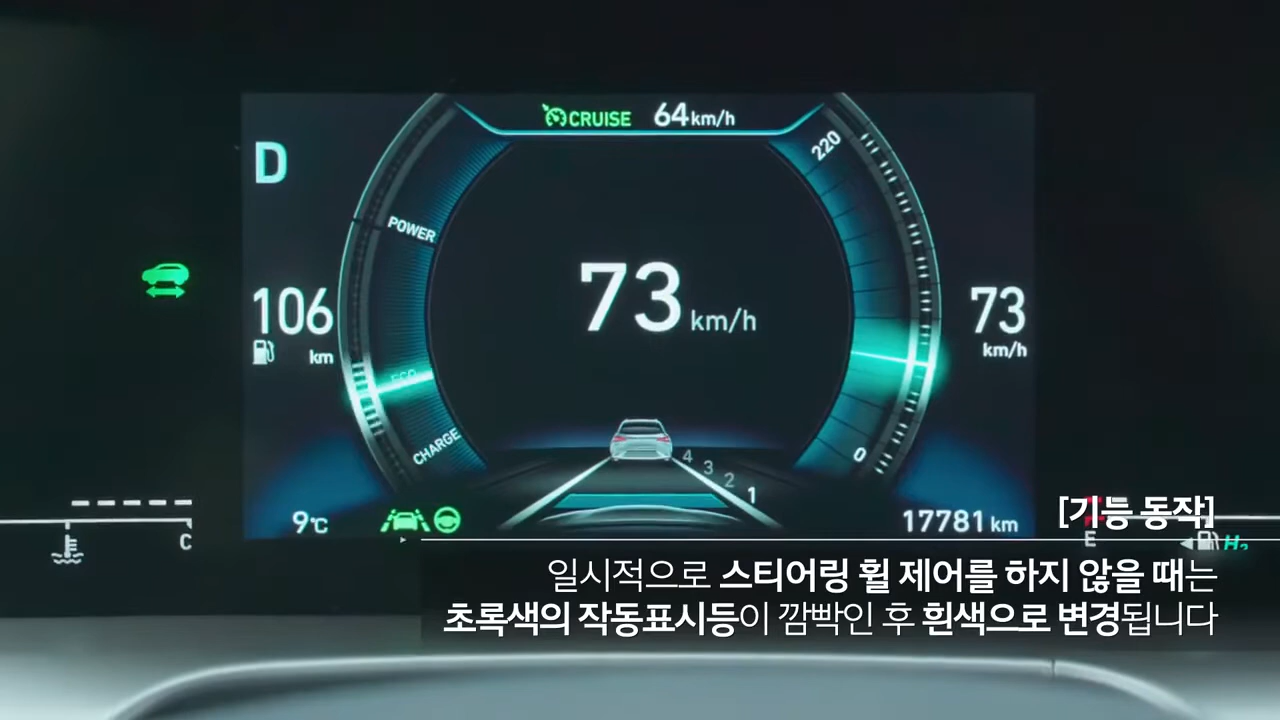 CRUISE 64km/h
D
220
POWER
73 km/h
106
km
73
km/h
ECO
CHARGE
0
4
3
2
1
9℃
17781 km
C
E
H₂
[기능 동작]
일시적으로 스티어링 휠 제어를 하지 않을 때는
초록색의 작동표시등이 깜빡인 후 흰색으로 변경됩니다